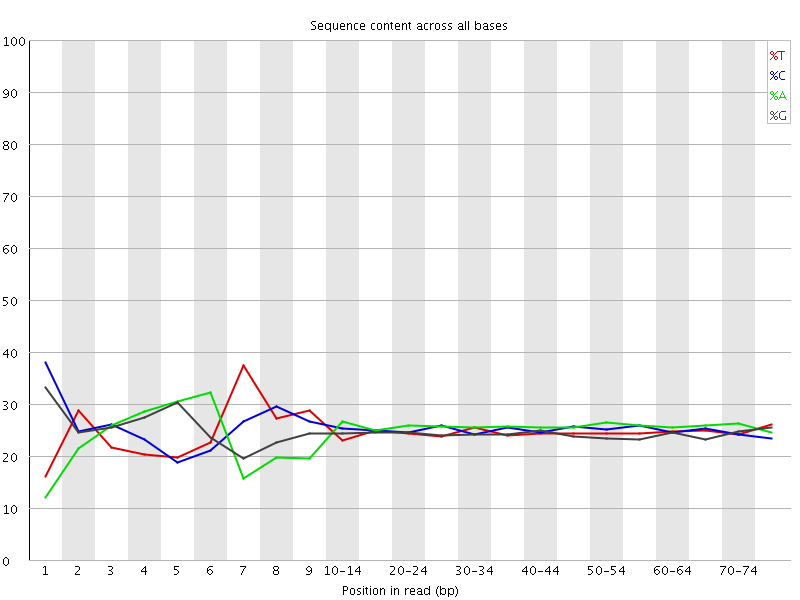 Sequence content across all bases
100
90
80
70
60
50
40
30
20
10
0
%T
%C
%A
%G
1 2 3 4 5 6 7 8 9 10-14 20-24 30-34 40-44 50-54 60-64 70-74
Position in read (bp)